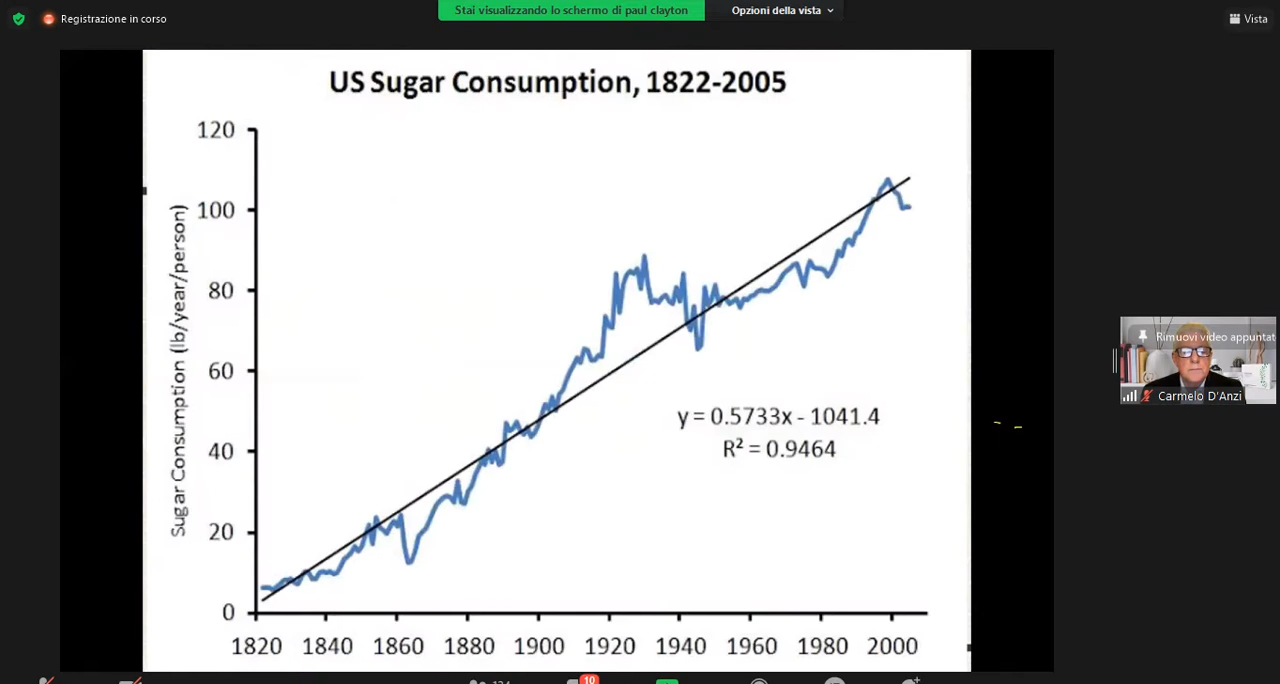 Registrazione in corso
Stai visualizzando lo schermo di paul clayton
Opzioni della vista
Vista
US Sugar Consumption, 1822-2005
Sugar Consumption (lb/year/person)
120
100
80
60
40
20
0
y = 0.5733x - 1041.4
R² = 0.9464
1820 1840 1860 1880 1900 1920 1940 1960 1980 2000
Rimuovi video appuntat
Carmelo D'Anzi
10